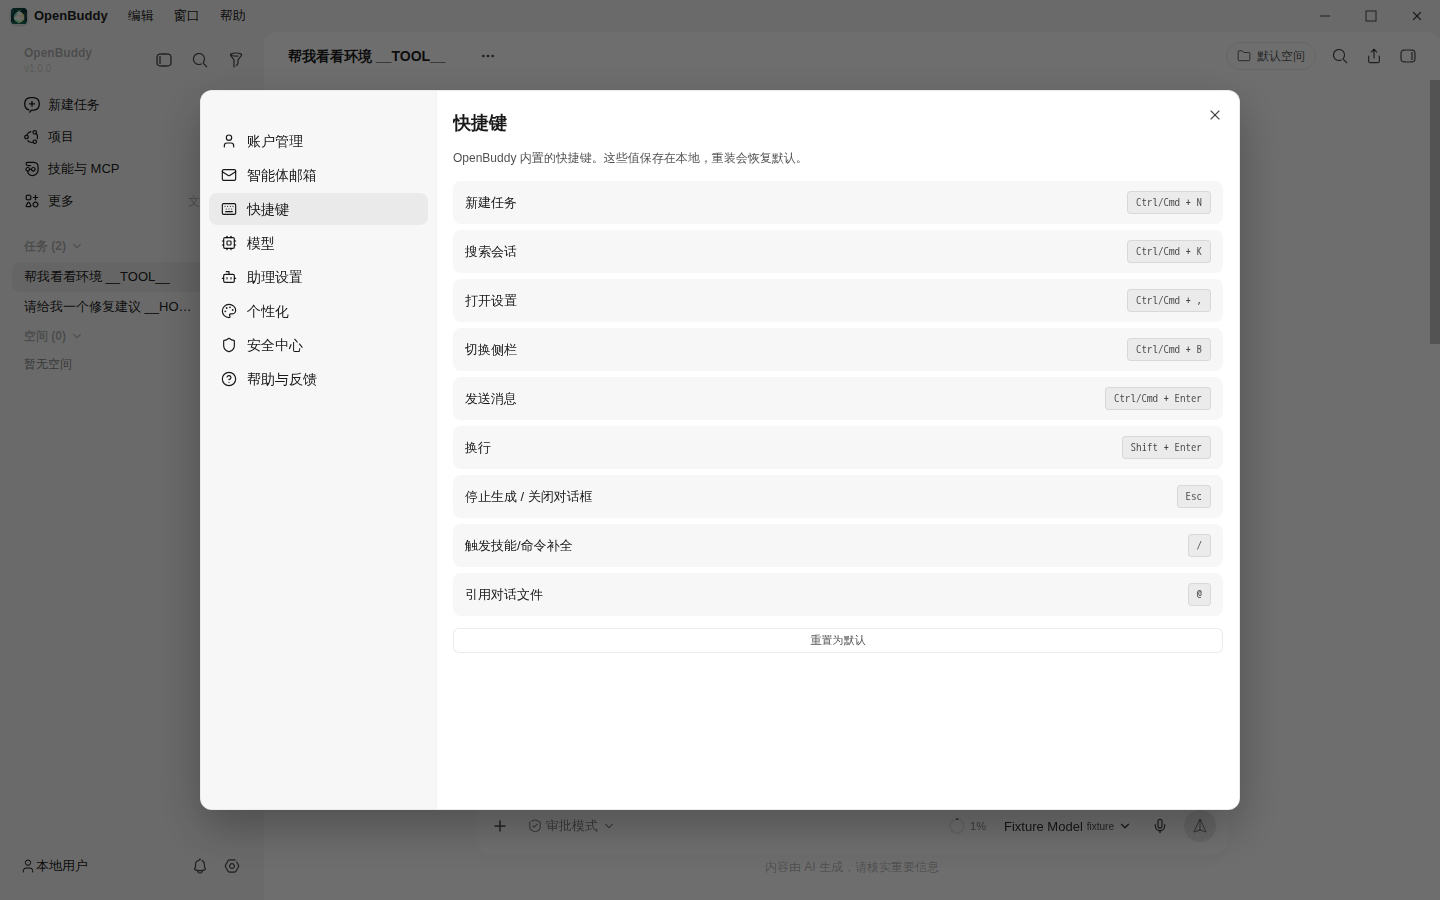 OpenBuddy 编辑 窗口 帮助
OpenBuddy
v1.0.0
帮我看看环境 __TOOL__
默认空间
新建任务
项目
技能与 MCP
更多
文
任务 (2)
帮我看看环境 __TOOL__
请给我一个修复建议 __HO...
空间 (0)
暂无空间
本地用户
账户管理
智能体邮箱
快捷键
模型
助理设置
个性化
安全中心
帮助与反馈
快捷键
OpenBuddy 内置的快捷键。这些值保存在本地，重装会恢复默认。
新建任务 Ctrl/Cmd + N
搜索会话 Ctrl/Cmd + K
打开设置 Ctrl/Cmd + ,
切换侧栏 Ctrl/Cmd + B
发送消息 Ctrl/Cmd + Enter
换行 Shift + Enter
停止生成 / 关闭对话框 Esc
触发技能/命令补全 /
引用对话文件 @
重置为默认
审批模式 1% Fixture Model fixture
内容由 AI 生成，请核实重要信息